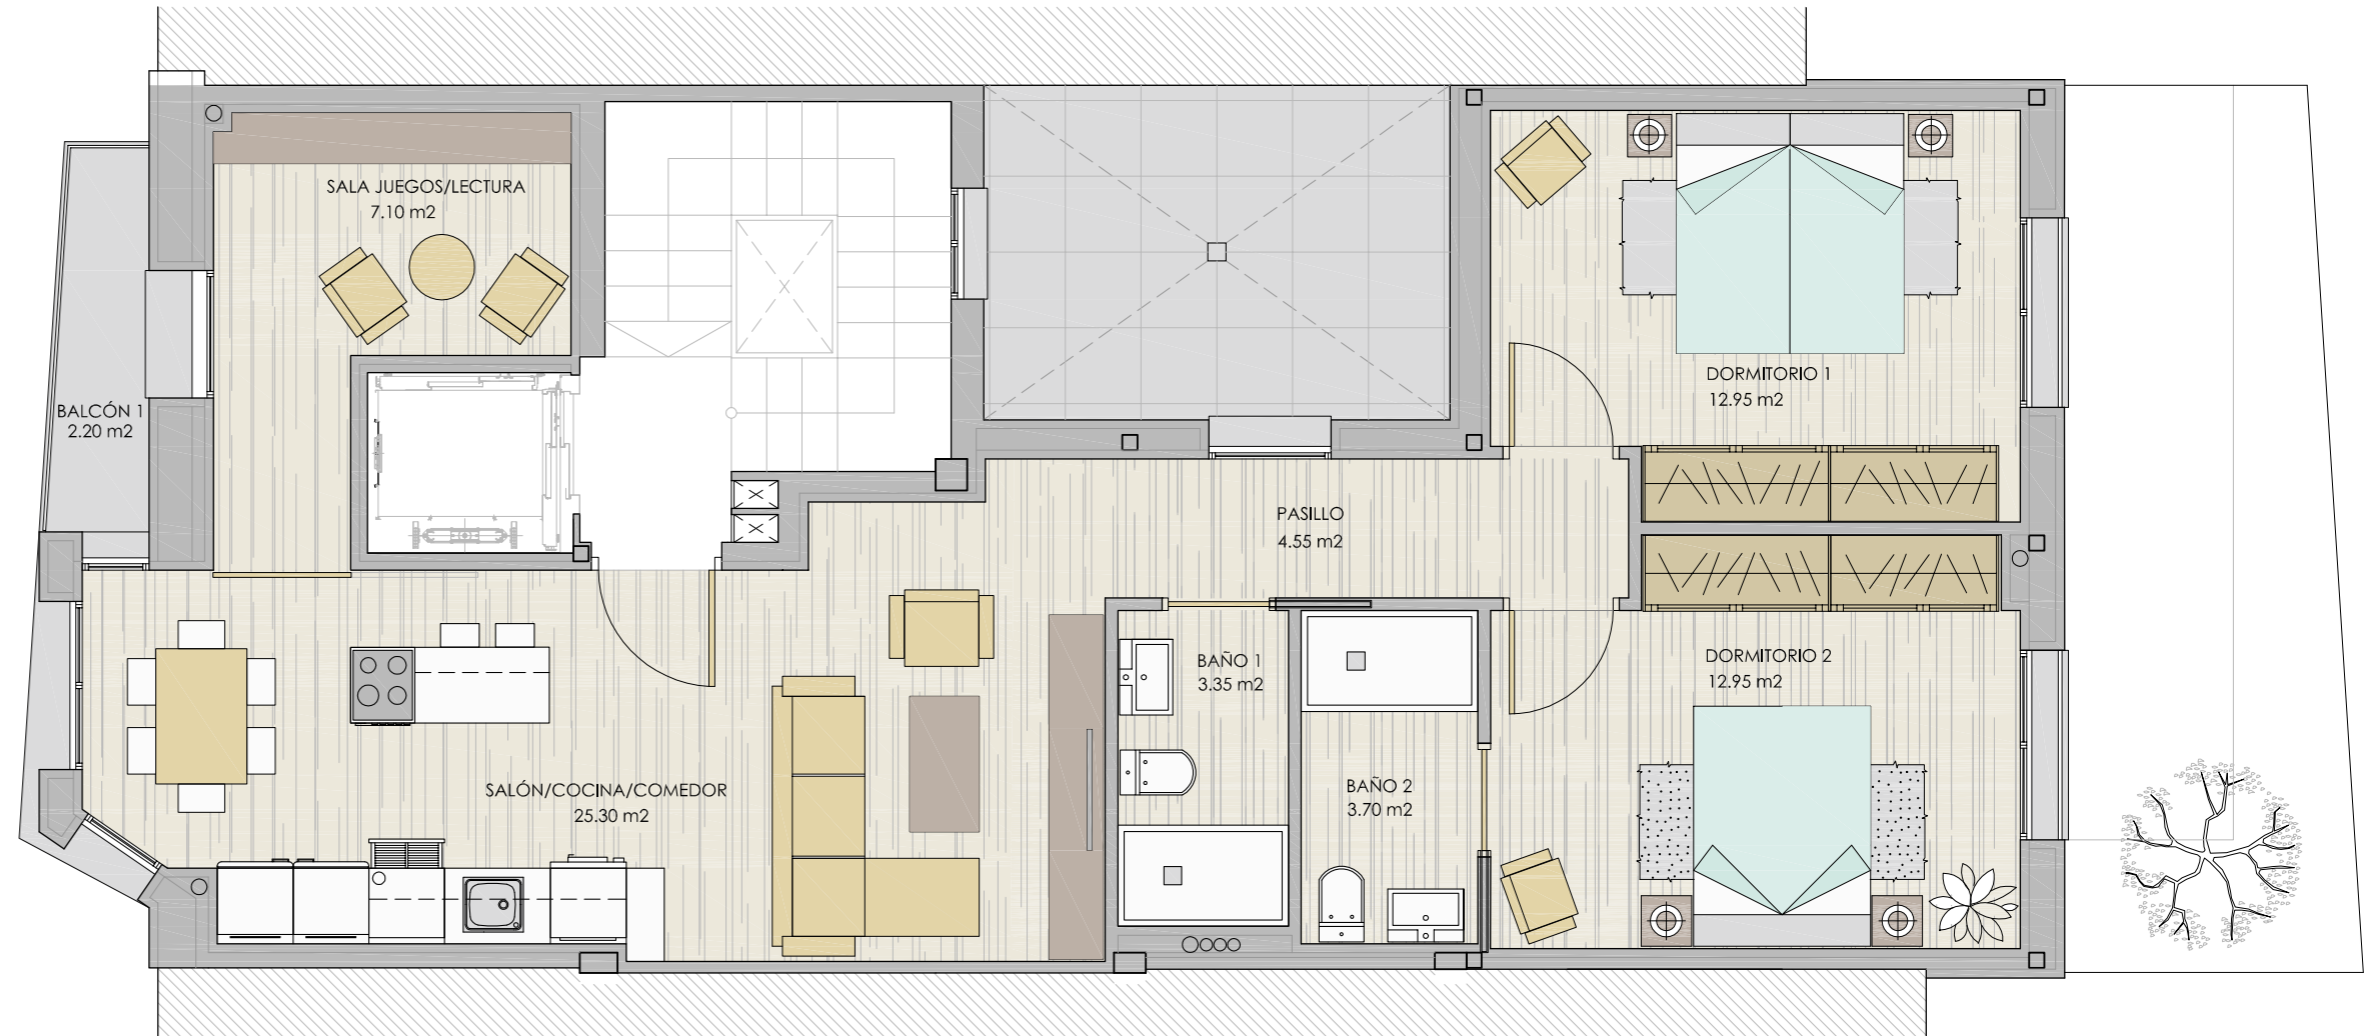 SALA JUEGOS/LECTURA
7.10 m2
BALCÓN 1
2.20 m2
DORMITORIO 1
12.95 m2
PASILLO
4.55 m2
BAÑO 1
3.35 m2
DORMITORIO 2
12.95 m2
SALÓN/COCINA/COMEDOR
25.30 m2
BAÑO 2
3.70 m2